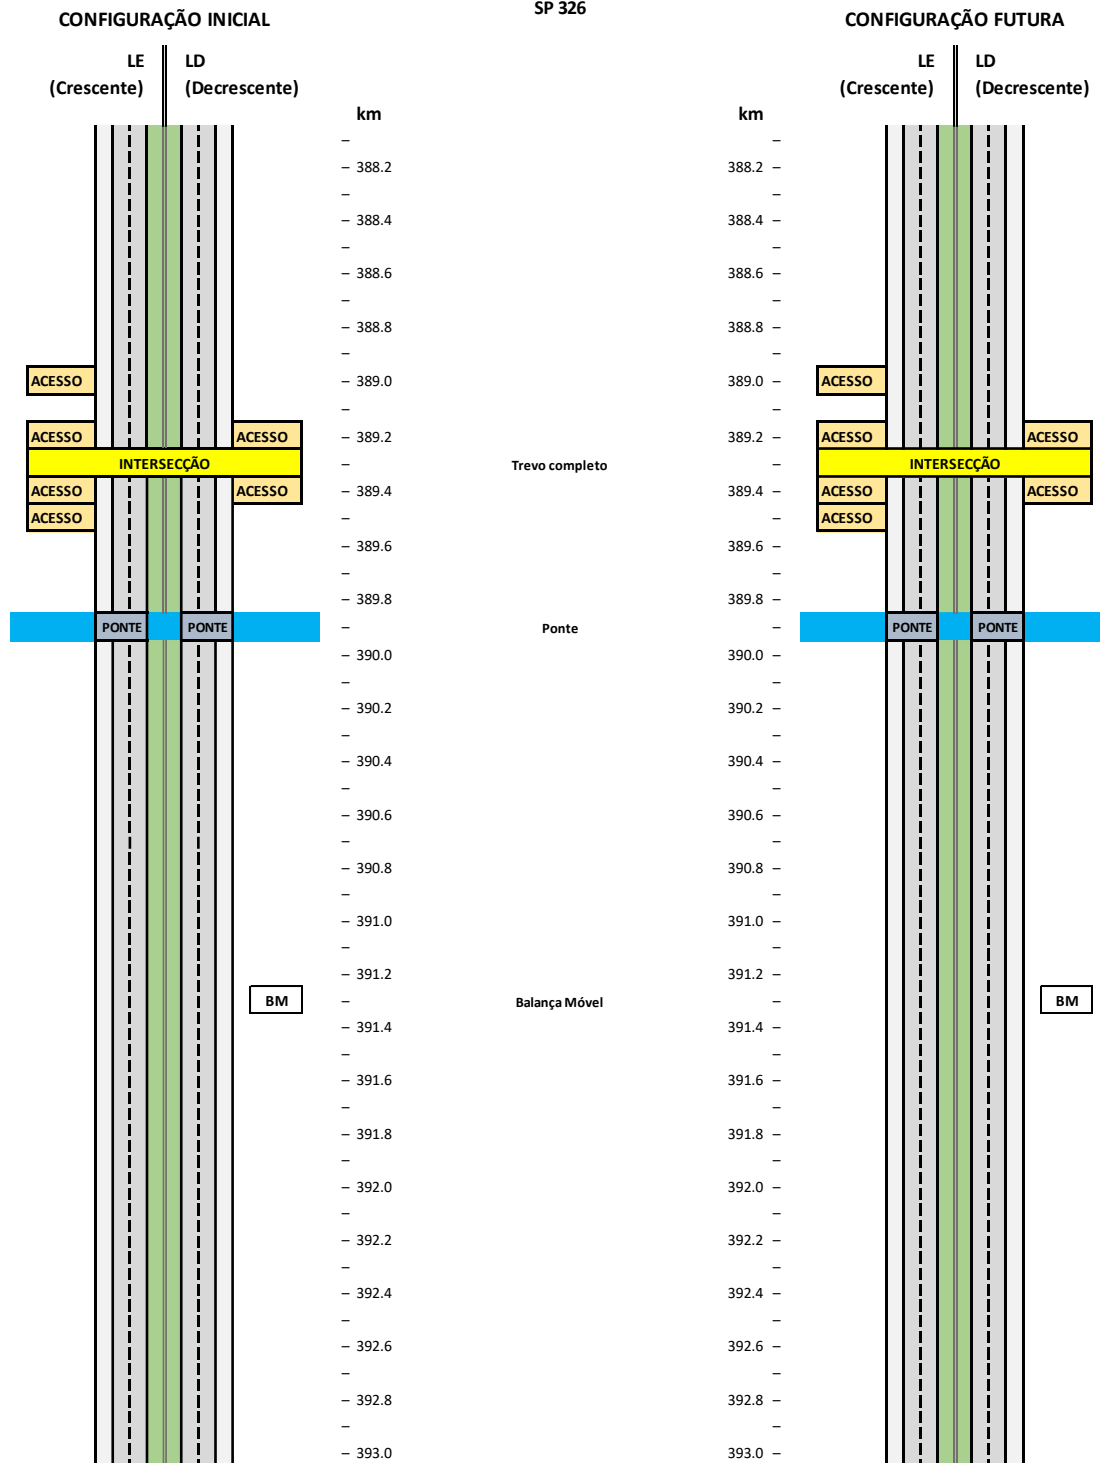 SP 326
CONFIGURAÇÃO INICIAL CONFIGURAÇÃO FUTURA
LE LD LE LD
(Crescente) (Decrescente) (Crescente) (Decrescente)
km km
– –
– 388.2 388.2 –
– –
– 388.4 388.4 –
– –
– 388.6 388.6 –
– –
– 388.8 388.8 –
– –
ACESSO – 389.0 389.0 – ACESSO
– –
ACESSO ACESSO – 389.2 389.2 – ACESSO ACESSO
INTERSECÇÃO – Trevo completo – INTERSECÇÃO
ACESSO ACESSO – 389.4 389.4 – ACESSO ACESSO
ACESSO – – ACESSO
– 389.6 389.6 –
– –
– 389.8 389.8 –
PONTE PONTE – Ponte – PONTE PONTE
– 390.0 390.0 –
– –
– 390.2 390.2 –
– –
– 390.4 390.4 –
– –
– 390.6 390.6 –
– –
– 390.8 390.8 –
– –
– 391.0 391.0 –
– –
– 391.2 391.2 –
BM – Balança Móvel – BM
– 391.4 391.4 –
– –
– 391.6 391.6 –
– –
– 391.8 391.8 –
– –
– 392.0 392.0 –
– –
– 392.2 392.2 –
– –
– 392.4 392.4 –
– –
– 392.6 392.6 –
– –
– 392.8 392.8 –
– –
– 393.0 393.0 –